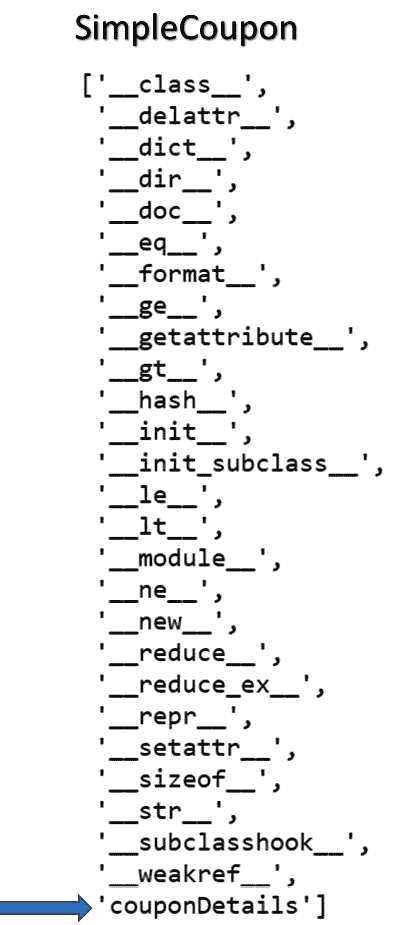 SimpleCoupon
['__class__',
'__delattr__',
'__dict__',
'__dir__',
'__doc__',
'__eq__',
'__format__',
'__ge__',
'__getattribute__',
'__gt__',
'__hash__',
'__init__',
'__init_subclass__',
'__le__',
'__lt__',
'__module__',
'__ne__',
'__new__',
'__reduce__',
'__reduce_ex__',
'__repr__',
'__setattr__',
'__sizeof__',
'__str__',
'__subclasshook__',
'__weakref__',
'couponDetails']